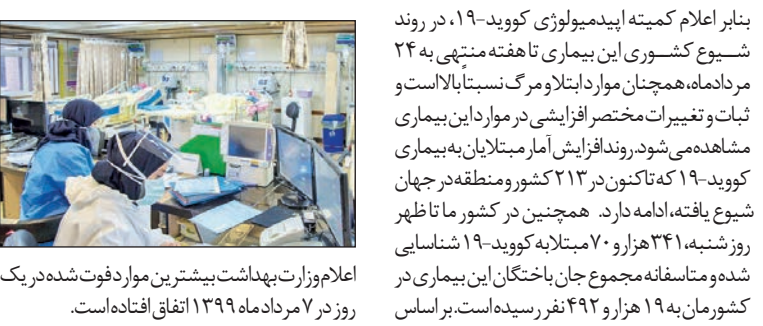 بنابر اعلام کمیته اپیدمیولوژی کووید-۱۹، در روند
شیوع کشوری این بیماری تا هفته منتهی به ۲۴
مردادماه، همچنان موارد ابتلا و مرگ نسبتاً بالا است و
ثبات و تغییرات مختصر افزایشی در موارد این بیماری
مشاهده می‌شود. روند افزایش آمار مبتلایان به بیماری
کووید-۱۹ که تاکنون در ۲۱۳ کشور و منطقه در جهان
شیوع یافته، ادامه دارد. همچنین در کشور ما تا ظهر
روز شنبه، ۳۴۱ هزار و ۷۰ مبتلا به کووید-۱۹ شناسایی
شده و متاسفانه مجموع جان باختگان این بیماری در
کشورمان به ۱۹ هزار و ۴۹۲ نفر رسیده است. بر اساس
اعلام وزارت بهداشت بیشترین موارد فوت شده در یک
روز در ۷ مرداد ماه ۱۳۹۹ اتفاق افتاده است.